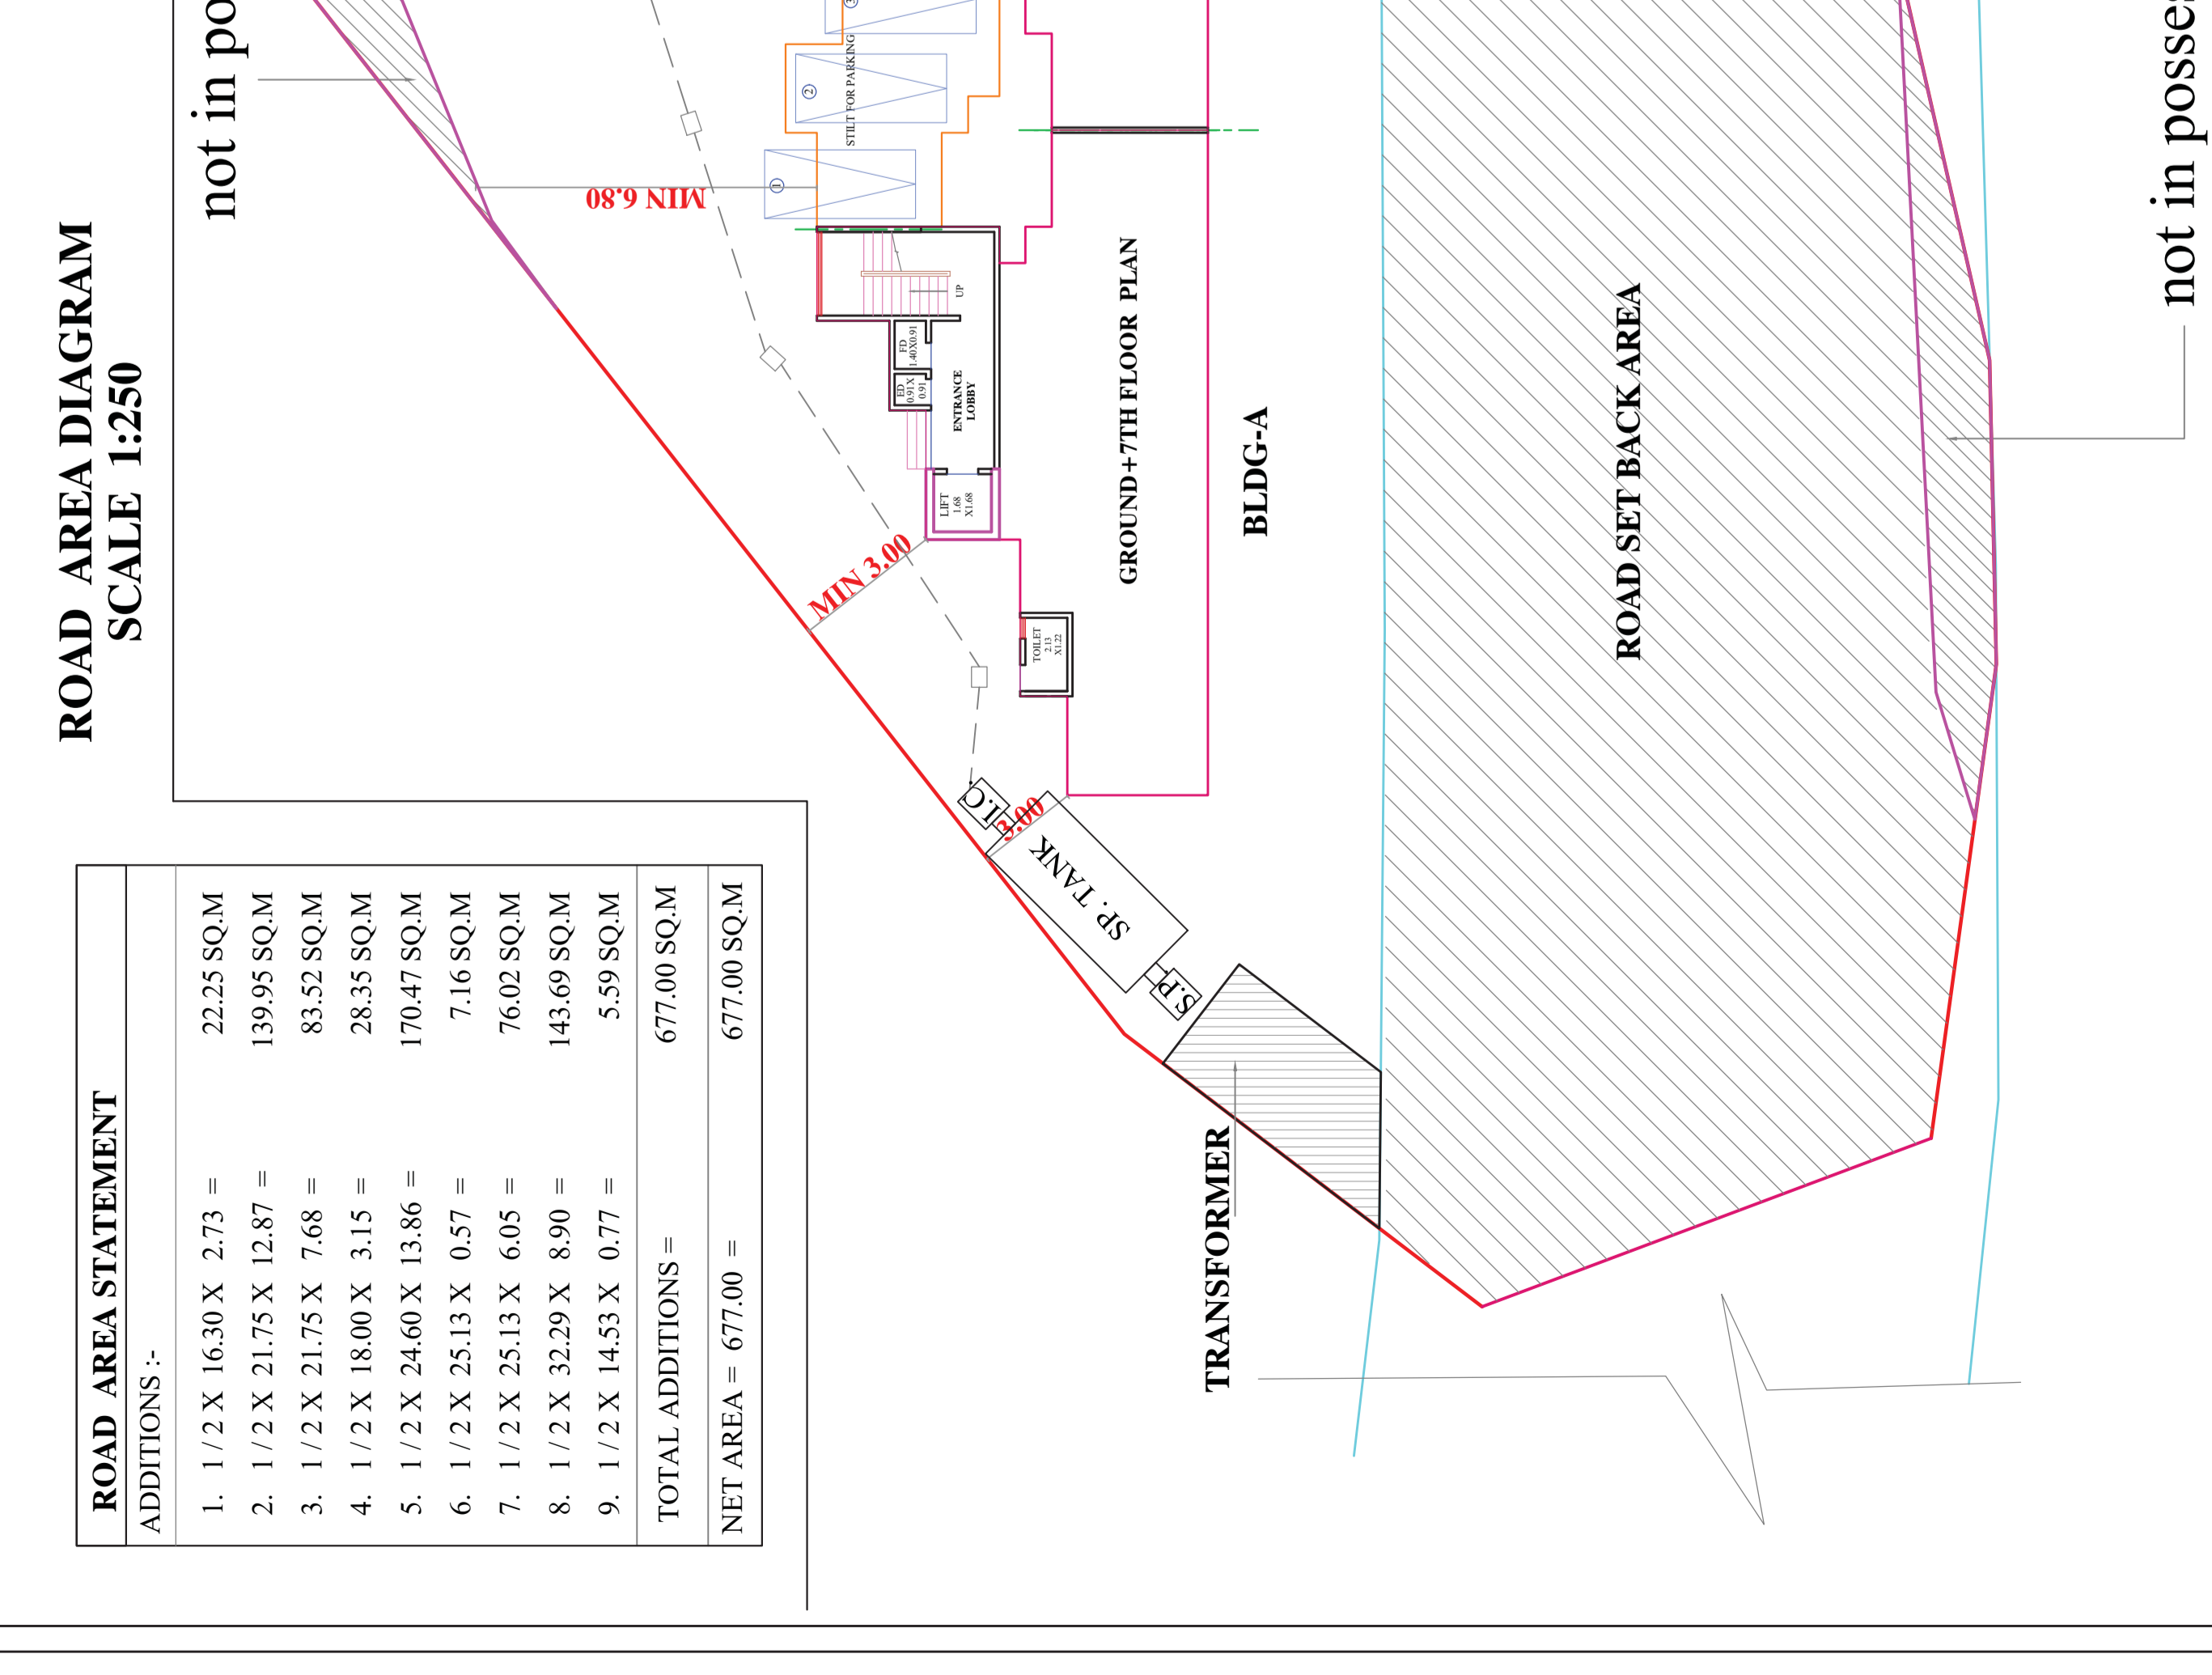 ROAD AREA DIAGRAM
SCALE 1:250
ROAD AREA STATEMENT
ADDITIONS :-
1. 1 / 2 X 16.30 X 2.73 = 22.225 SQ.M
2. 1 / 2 X 21.75 X 12.87 = 139.95 SQ.M
3. 1 / 2 X 21.75 X 7.68 = 83.52 SQ.M
4. 1 / 2 X 18.00 X 3.15 = 28.35 SQ.M
5. 1 / 2 X 24.60 X 13.86 = 170.47 SQ.M
6. 1 / 2 X 25.13 X 0.57 = 7.16 SQ.M
7. 1 / 2 X 25.13 X 6.05 = 76.02 SQ.M
8. 1 / 2 X 32.29 X 8.90 = 143.69 SQ.M
9. 1 / 2 X 14.53 X 0.77 = 5.59 SQ.M
TOTAL ADDITIONS = 677.00 SQ.M
NET AREA = 677.00 = 677.00 SQ.M
not in po
MIN 6.80
1
2
3
STILT FOR PARKING
UP
FD
1.40X0.91
ED
0.91X
0.91
ENTRANCE
LOBBY
LIFT
1.68
X1.68
MIN 3.00
TOILET
2.13
X1.22
GROUND+7TH FLOOR PLAN
BLDG-A
I.C.
3.00
SP. TANK
S.P.
TRANSFORMER
ROAD SET BACK AREA
not in posse